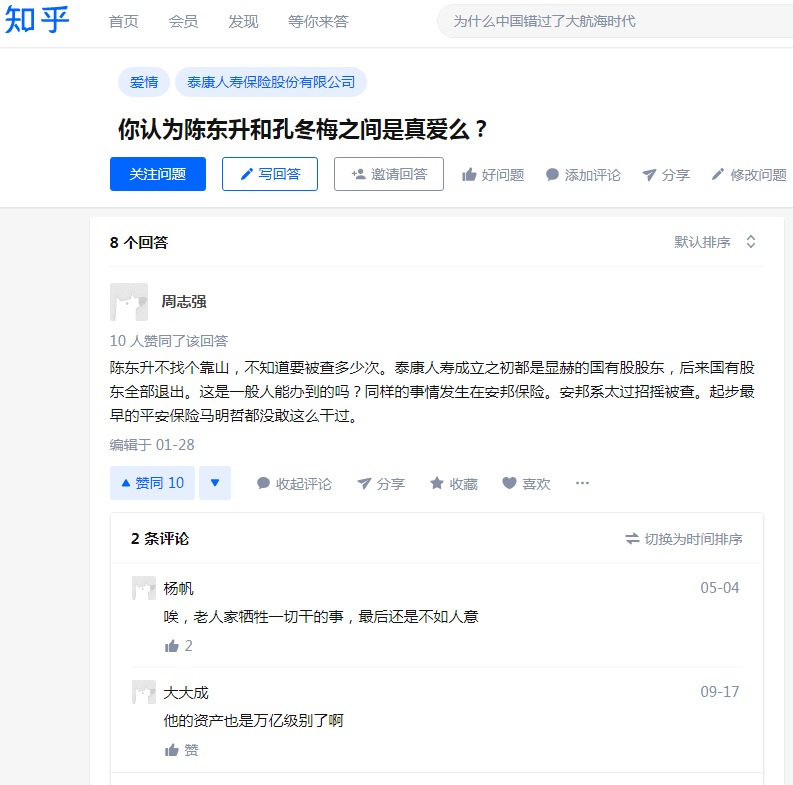 知乎 首页 会员 发现 等你来答 为什么中国错过了大航海时代
爱情 泰康人寿保险股份有限公司
你认为陈东升和孔冬梅之间是真爱么？
关注问题 写回答 邀请回答 好问题 添加评论 分享 修改问题
8 个回答 默认排序
周志强
10 人赞同了该回答
陈东升不找个靠山，不知道要被查多少次。泰康人寿成立之初都是显赫的国有股股东，后来国有股
东全部退出。这是一般人能办到的吗？同样的事情发生在安邦保险。安邦系太过招摇被查。起步最
早的平安保险马明哲都没敢这么干过。
编辑于 01-28
赞同 10 收起评论 分享 收藏 喜欢 ···
2 条评论 切换为时间排序
杨帆 05-04
唉，老人家牺牲一切干的事，最后还是不如人意
2
大大成 09-17
他的资产也是万亿级别了啊
赞